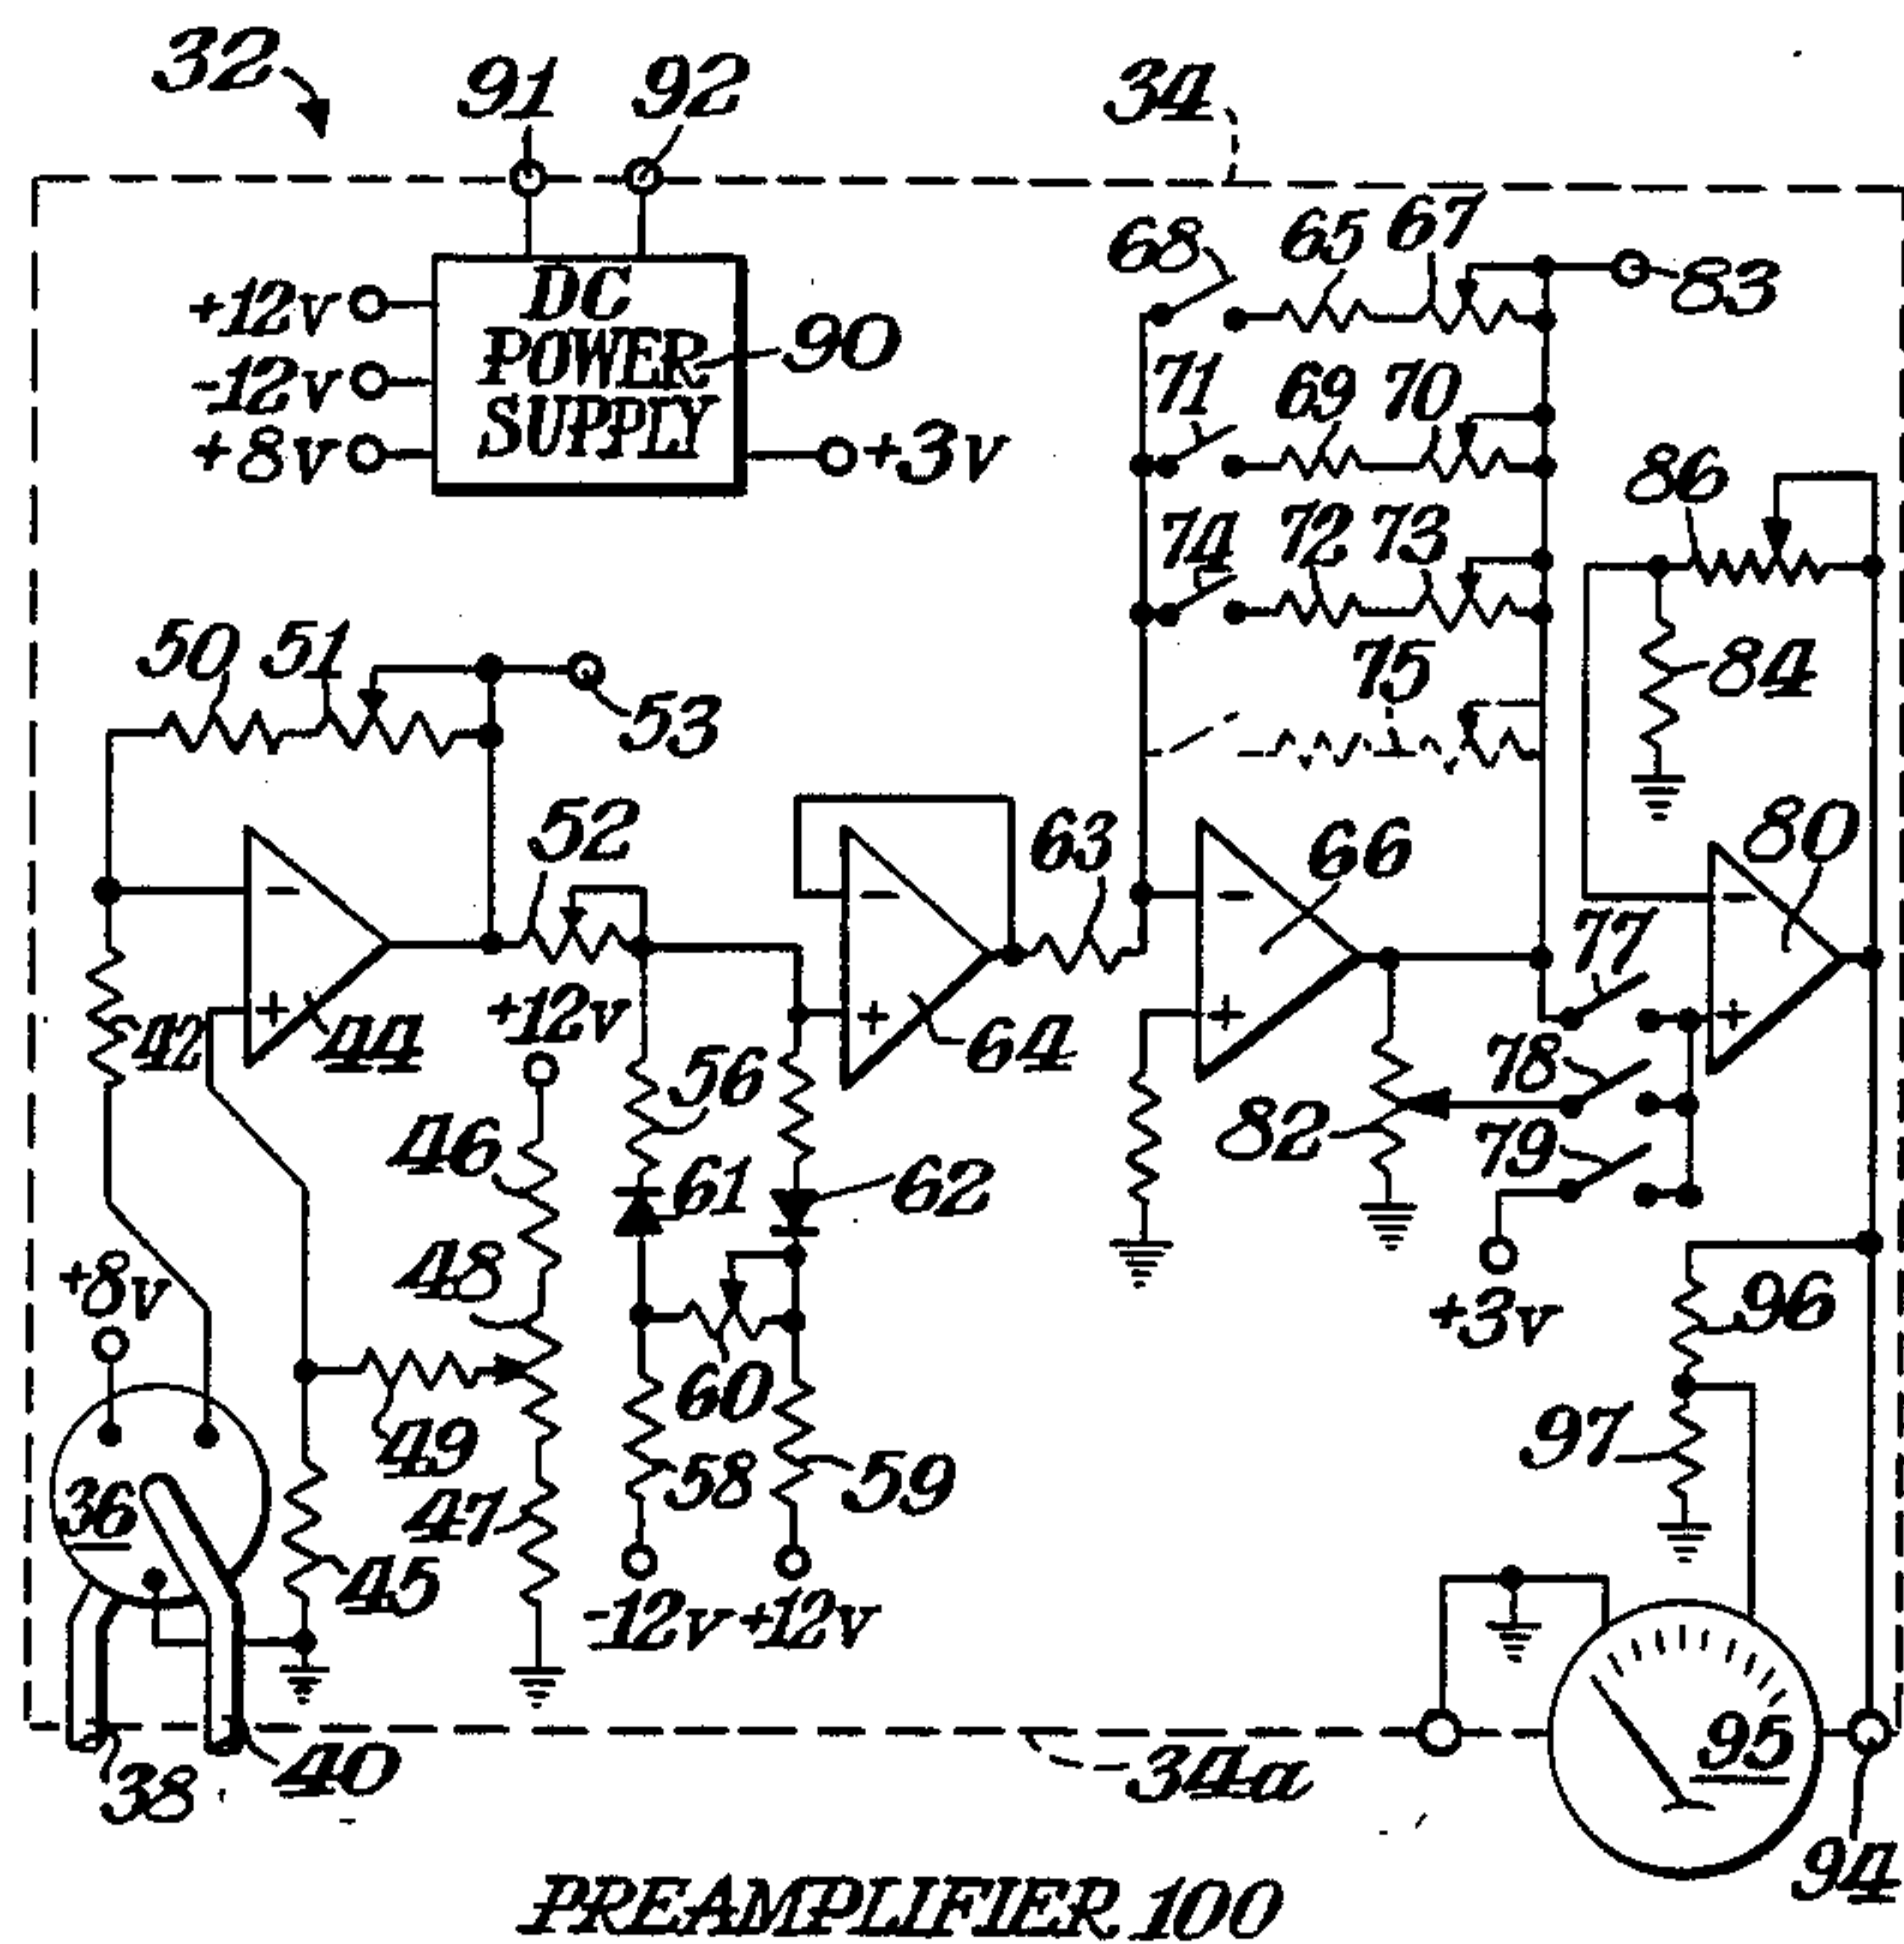 32
91 92
34
68 65 67
83
+12v
DC
POWER
SUPPLY
90
-12v
+8v
+3v
71 69 70
86
74 72 73
50 51
53
75
84
52
63
66
80
-
-
-
-
77
42
+
44
+12v
+
64
+
+
56
78
82
79
46
61
62
+8v
48
+3v
96
60
49
97
36
47
58
59
45
-12v +12v
95
38
40
34a
94
PREAMPLIFIER 100